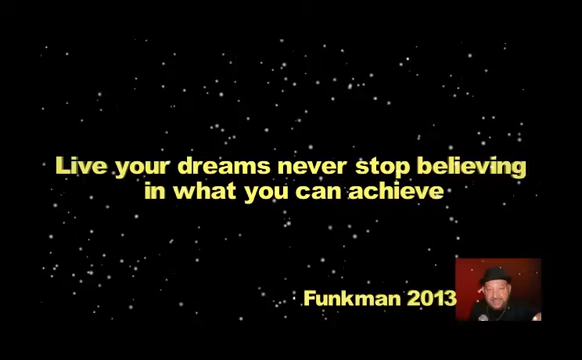 Live your dreams never stop believing
in what you can achieve
Funkman 2013